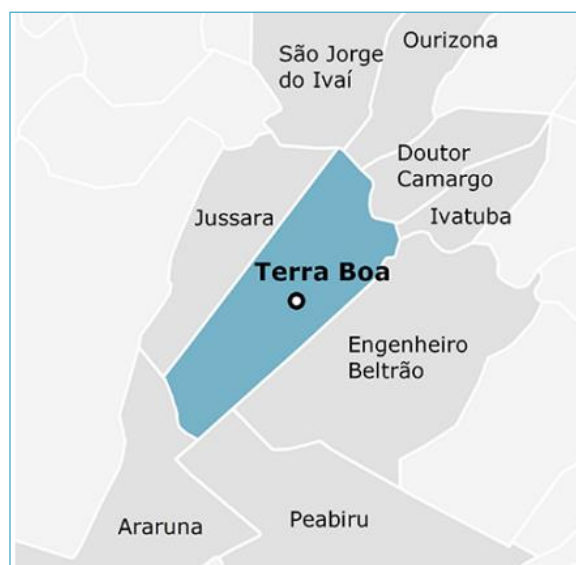 Ourizona
São Jorge
do Ivaí
Doutor
Camargo
Ivatuba
Jussara
Terra Boa
Engenheiro
Beltrão
Peabiru
Araruna